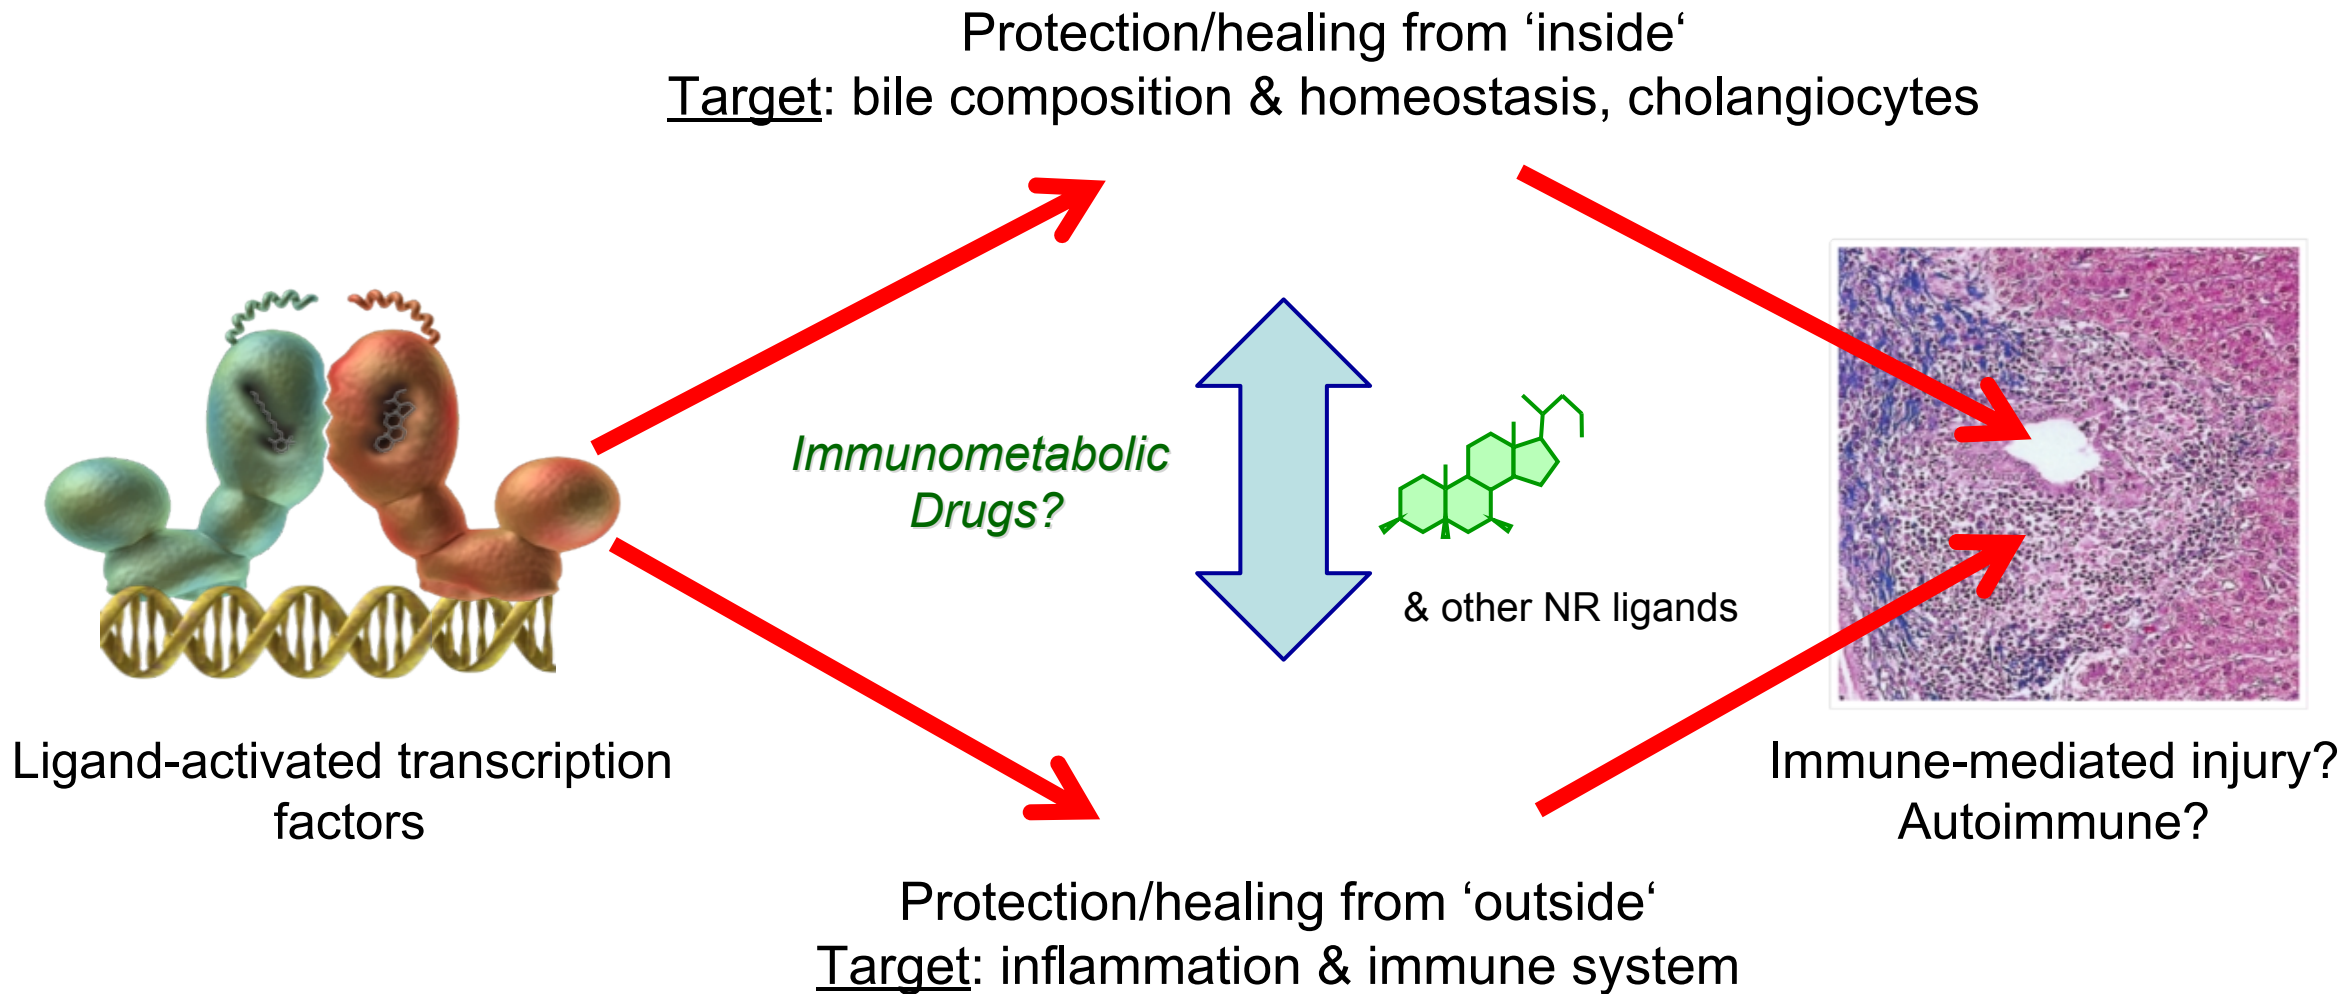 Protection/healing from ‘inside‘
Target: bile composition & homeostasis, cholangiocytes
Immunometabolic
Drugs?
& other NR ligands
Ligand-activated transcription
factors
Immune-mediated injury?
Autoimmune?
Protection/healing from ‘outside‘
Target: inflammation & immune system